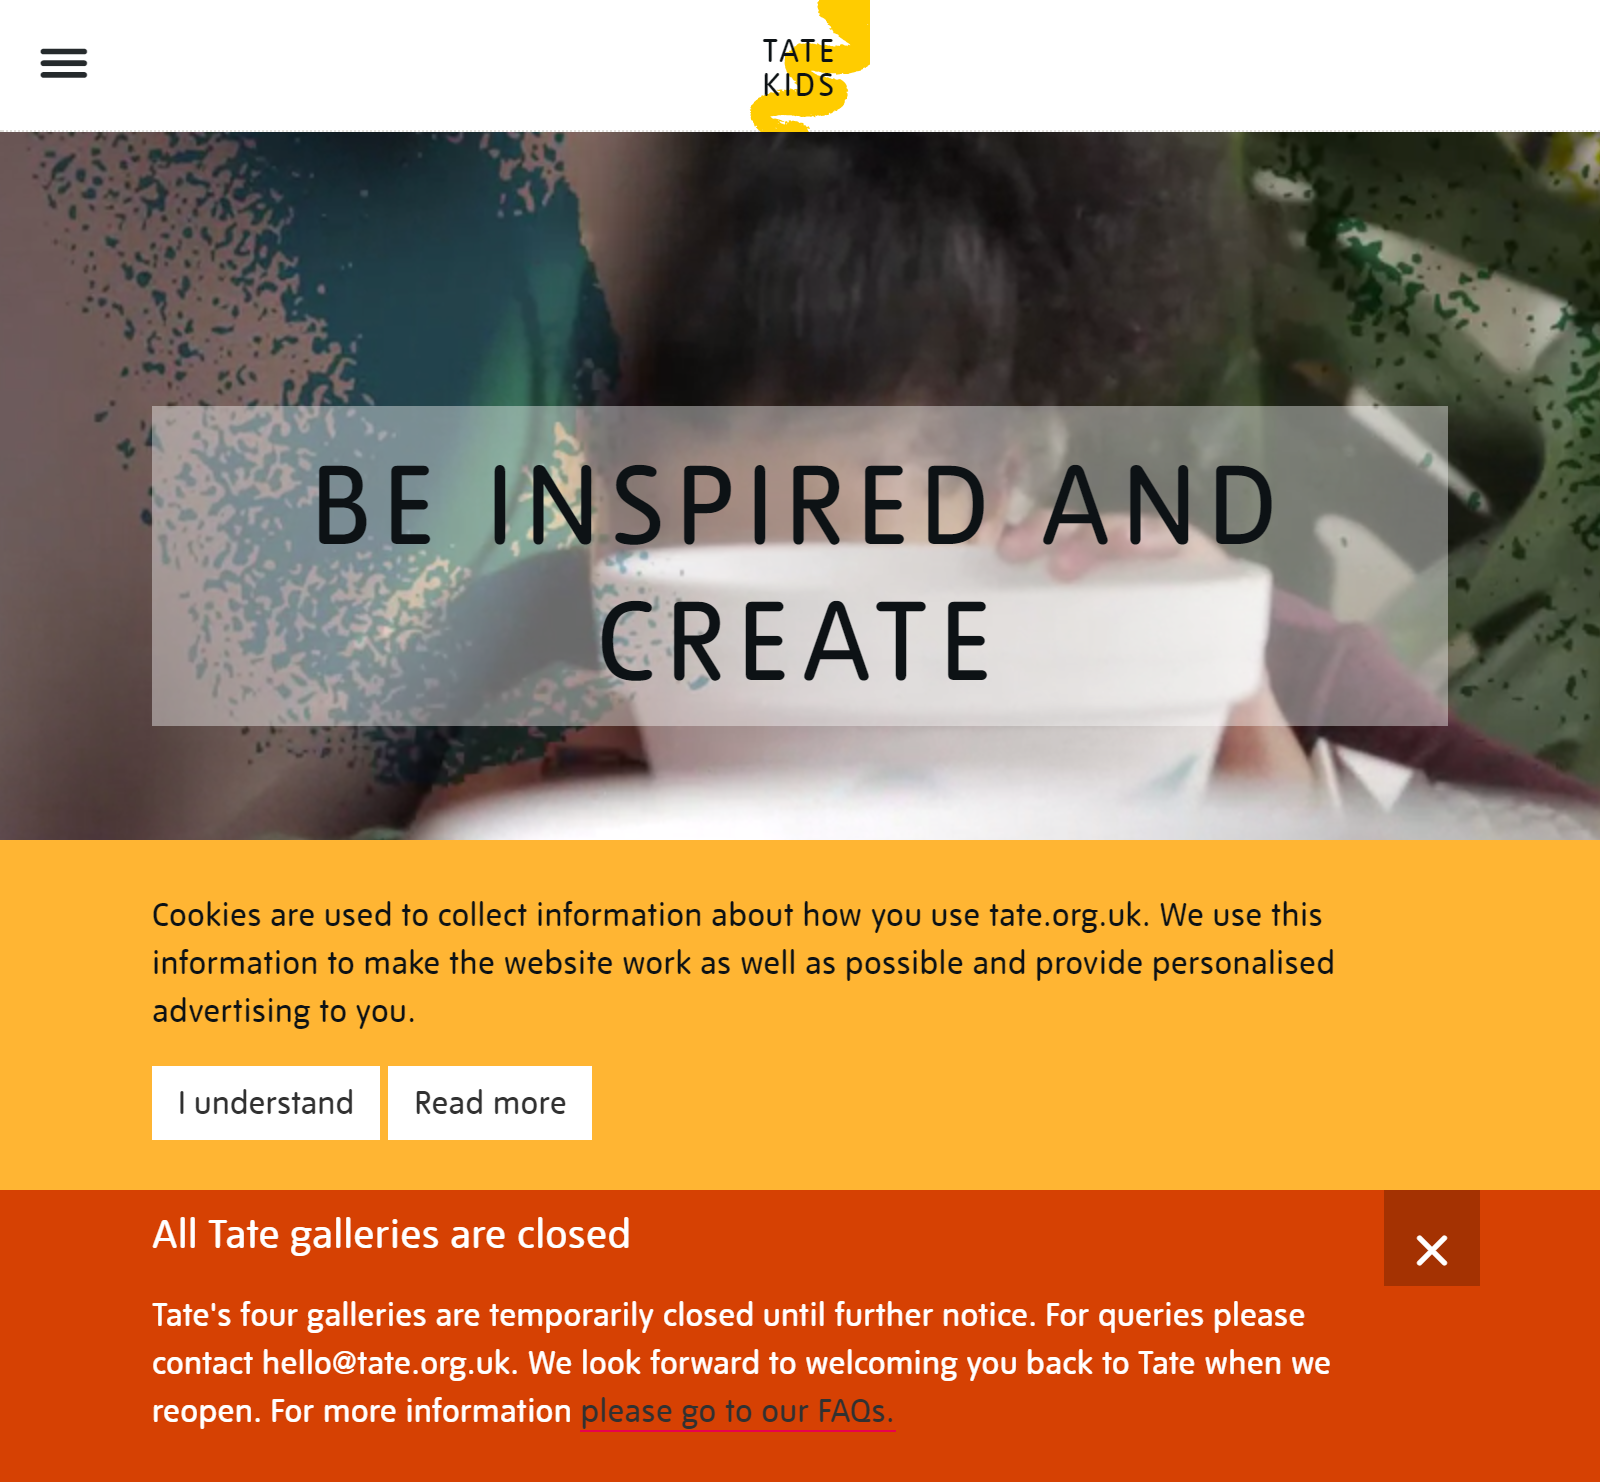 TATE
KIDS
BE INSPIRED AND
CREATE
Cookies are used to collect information about how you use tate.org.uk. We use this
information to make the website work as well as possible and provide personalised
advertising to you.
I understand
Read more
All Tate galleries are closed
Tate's four galleries are temporarily closed until further notice. For queries please
contact hello@tate.org.uk. We look forward to welcoming you back to Tate when we
reopen. For more information please go to our FAQs.